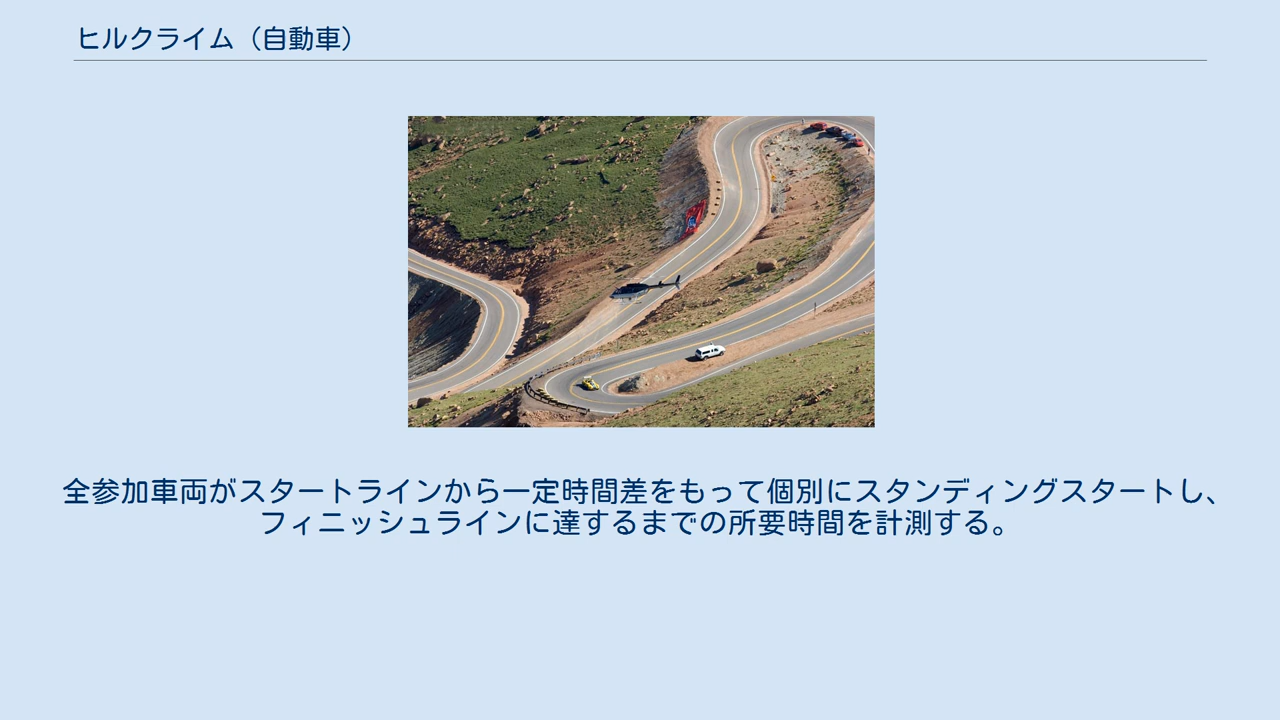 ヒルクライム（自動車）
全参加車両がスタートラインから一定時間差をもって個別にスタンディングスタートし、
フィニッシュラインに達するまでの所要時間を計測する。